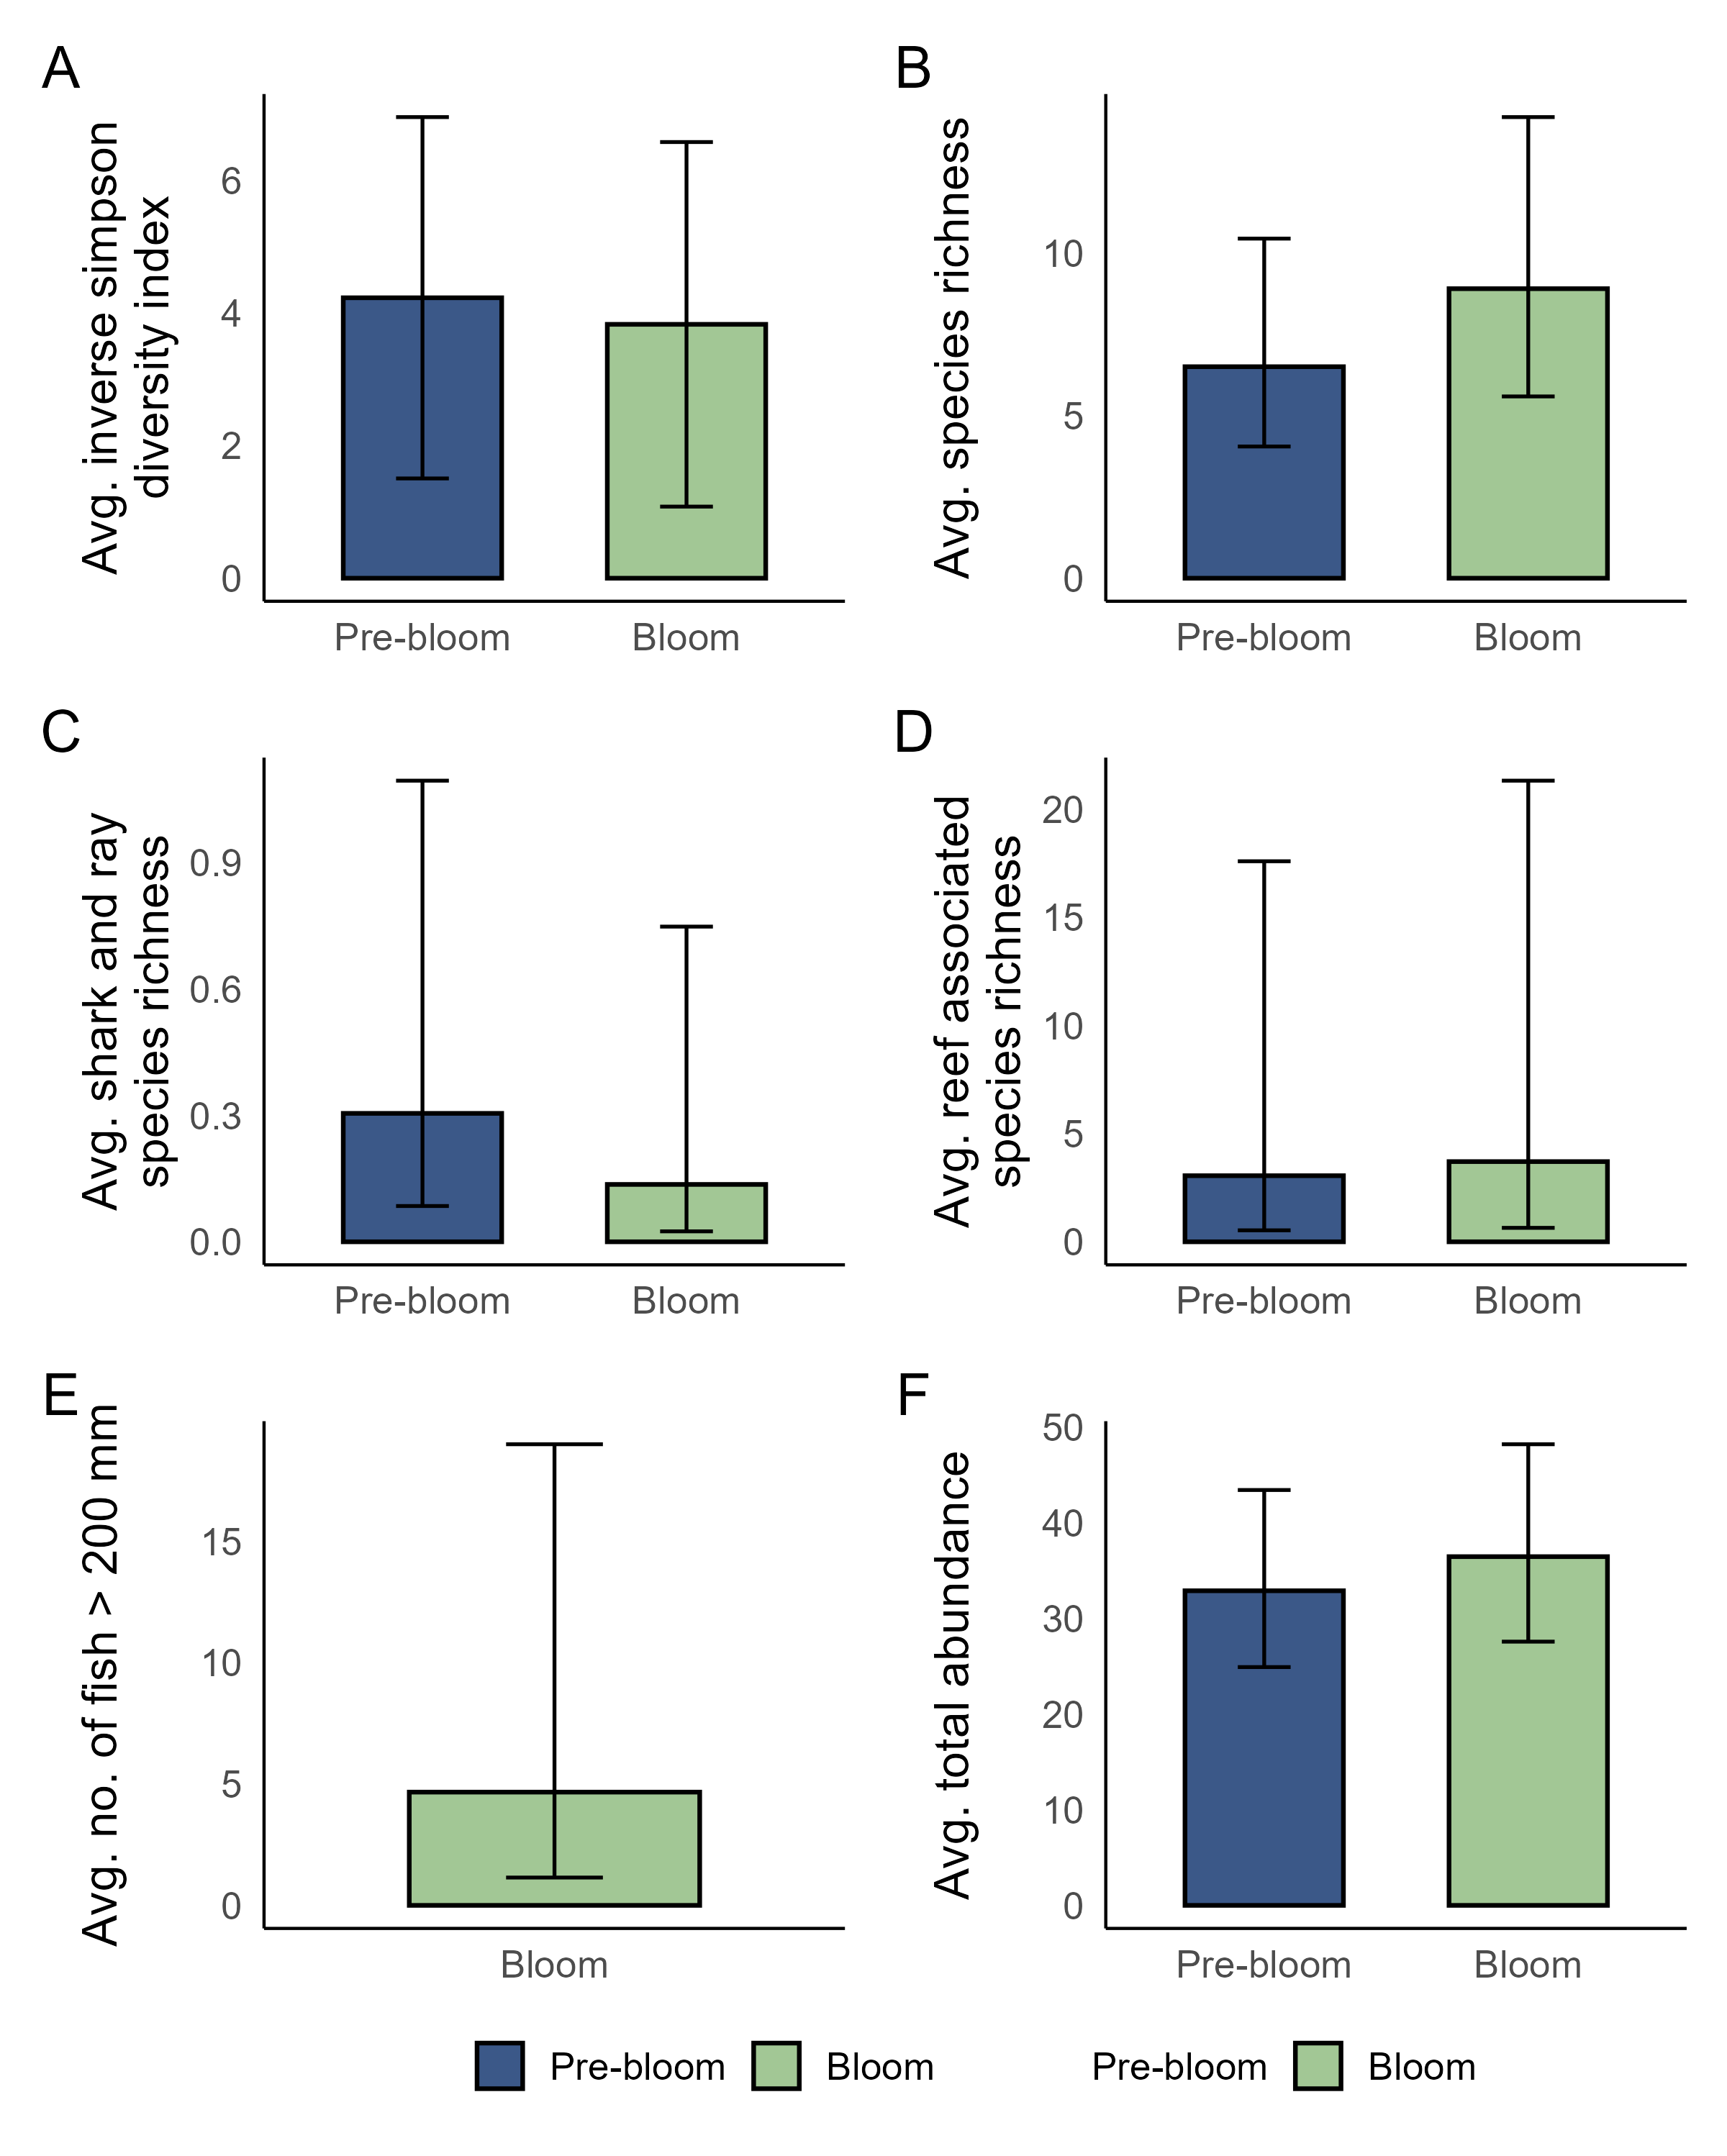 A
Avg. inverse simpson
diversity index
6
4
2
0
Pre-bloom Bloom
B
Avg. species richness
10
5
0
Pre-bloom Bloom
C
Avg. shark and ray
species richness
0.9
0.6
0.3
0.0
Pre-bloom Bloom
D
Avg. reef associated
species richness
20
15
10
5
0
Pre-bloom Bloom
E
Avg. no. of fish > 200 mm
15
10
5
0
Bloom
F
Avg. total abundance
50
40
30
20
10
0
Pre-bloom Bloom
Pre-bloom Bloom Pre-bloom Bloom